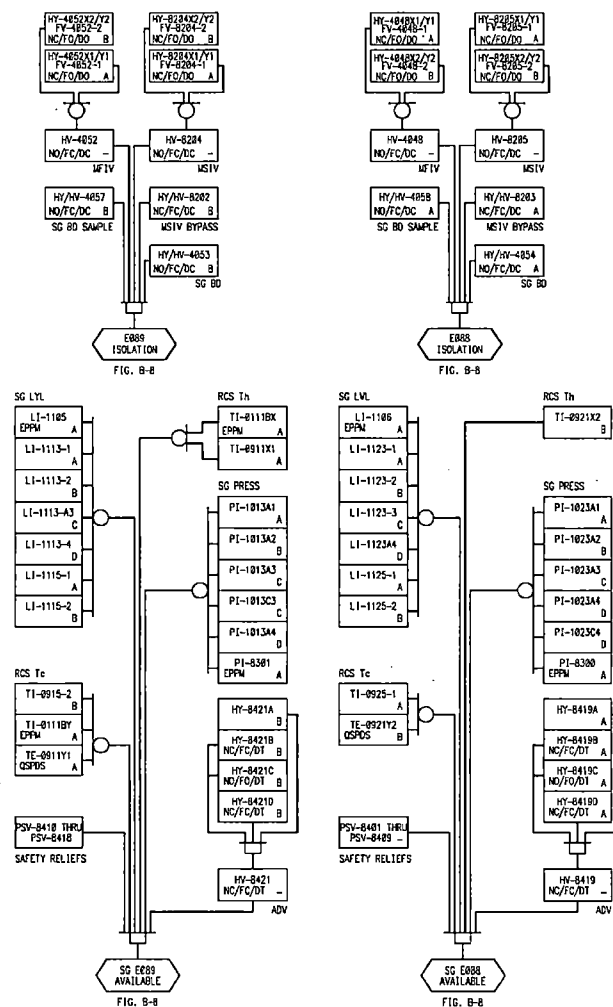 HY-4052X2/Y2
FV-4052-2
NC/FO/DO B
HY-4052X1/Y1
FV-4052-1
NC/FO/DO A
HY-8204X2/Y2
FV-8204-2
NC/FO/DO B
HY-8204X1/Y1
FV-8204-1
NC/FO/DO A
HV-4052
NO/FC/DC –
MFIV
HV-8204
NO/FC/DC –
MSIV
HY/HV-4057
NO/FC/DC B
SG BD SAMPLE
HY/HV-8202
NO/FC/DC B
MSIV BYPASS
HY/HV-4053
NO/FC/DC B
SG BD
E089
ISOLATION
FIG. B-8
HY-4048X1/Y1
FV-4048-1
NC/FO/DO A
HY-4048X2/Y2
FV-4048-2
NC/FO/DO B
HY-8205X1/Y1
FV-8205-1
NC/FO/DO A
HY-8205X2/Y2
FV-8205-2
NC/FO/DO B
HV-4048
NO/FC/DC –
MFIV
HV-8205
NO/FC/DC –
MSIV
HY/HV-4058
NO/FC/DC A
SG BD SAMPLE
HY/HV-8203
NO/FC/DC A
MSIV BYPASS
HY/HV-4054
NO/FC/DC A
SG BD
E088
ISOLATION
FIG. B-8
SG LYL
LI-1105
EPPM A
LI-1113-1
A
LI-1113-2
B
LI-1113-A3
C
LI-1113-4
D
LI-1115-1
A
LI-1115-2
B
RCS Th
TI-0111BX
EPPM A
TI-0911X1
A
SG PRESS
PI-1013A1
A
PI-1013A2
B
PI-1013A3
C
PI-1013C3
C
PI-1013A4
D
PI-8301
EPPM A
RCS Tc
TI-0915-2
B
TI-0111BY
EPPM A
TE-0911Y1
QSPDS A
HY-8421A
B
HY-8421B
NC/FO/DT B
HY-8421C
NC/FO/DT B
HY-8421D
NC/FC/DT B
PSV-8410 THRU
PSV-8418
SAFETY RELIEFS
HV-8421
NC/FC/DT –
ADV
SG E089
AVAILABLE
FIG. B-8
SG LWL
LI-1106
EPPM A
LI-1123-1
A
LI-1123-2
B
LI-1123-3
C
LI-1123A4
D
LI-1125-1
A
LI-1125-2
B
RCS Th
TI-0921X2
B
SG PRESS
PI-1023A1
A
PI-1023A2
B
PI-1023A3
C
PI-1023A4
D
PI-1023C4
D
PI-8300
EPPM A
RCS Tc
TI-0925-1
A
TE-0921Y2
QSPDS B
HY-8419A
A
HY-8419B
NC/FO/DT A
HY-8419C
NC/FO/DT A
HY-8419D
NC/FC/DT A
PSV-8401 THRU
PSV-8409 –
SAFETY RELIEFS
HV-8419
NC/FC/DT –
ADV
SG E088
AVAILABLE
FIG. B-8